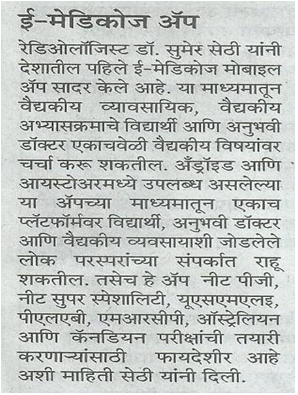 ई-मेडिकोज ॲप
रेडिओलॉजिस्ट डॉ. सुमेर सेठी यांनी
देशातील पहिले ई-मेडिकोज मोबाइल
ॲप सादर केले आहे. या माध्यमातून
वैद्यकीय व्यावसायिक, वैद्यकीय
अभ्यासक्रमाचे विद्यार्थी आणि अनुभवी
डॉक्टर एकाचवेळी वैद्यकीय विषयांवर
चर्चा करू शकतील. अँड्रॉइड आणि
आयस्टोअरमध्ये उपलब्ध असलेल्या
या ॲपच्या माध्यमातून एकाच
प्लॅटफॉर्मवर विद्यार्थी, अनुभवी डॉक्टर
आणि वैद्यकीय व्यवसायाशी जोडलेले
लोक परस्परांच्या संपर्कात राहू
शकतील. तसेच हे ॲप नीट पीजी,
नीट सुपर स्पेशालिटी, यूएसएमएलइ,
पीएलएबी, एमआरसीपी, ऑस्ट्रेलियन
आणि कॅनडियन परीक्षांची तयारी
करणाऱ्यांसाठी फायदेशीर आहे
अशी माहिती सेठी यांनी दिली.